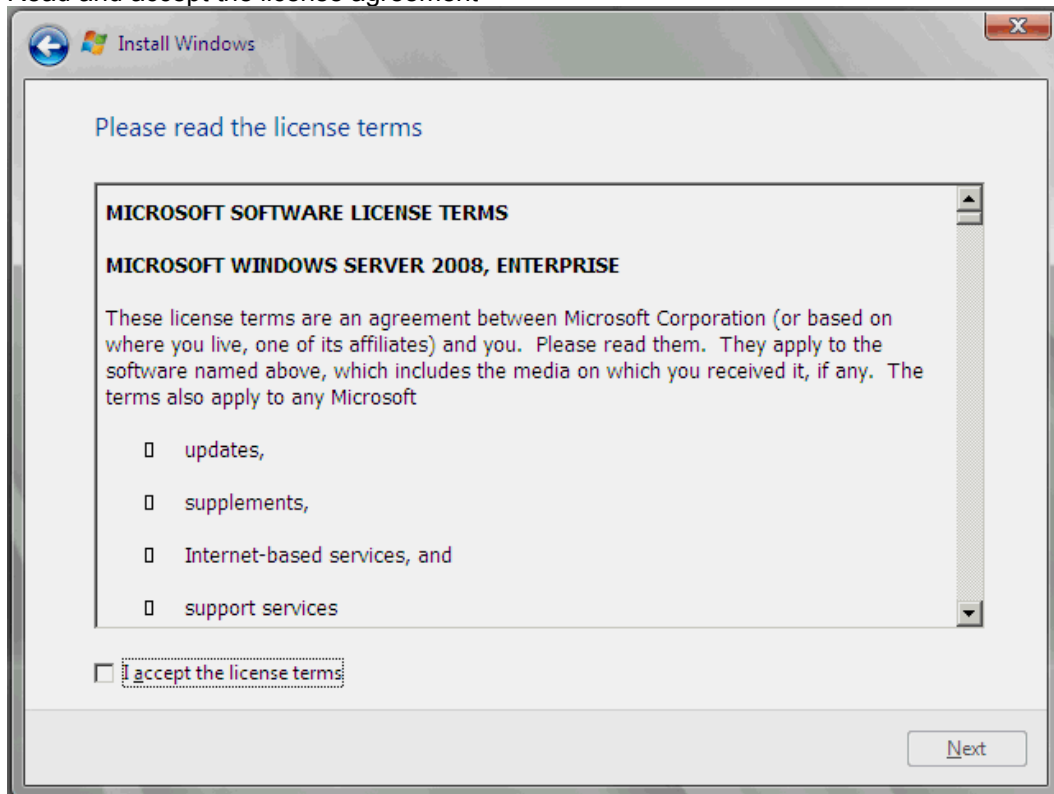 Read and accept the license agreement
Install Windows
X
Please read the license terms
MICROSOFT SOFTWARE LICENSE TERMS
MICROSOFT WINDOWS SERVER 2008, ENTERPRISE
These license terms are an agreement between Microsoft Corporation (or based on
where you live, one of its affiliates) and you.  Please read them.  They apply to the
software named above, which includes the media on which you received it, if any.  The
terms also apply to any Microsoft
▯ updates,
▯ supplements,
▯ Internet-based services, and
▯ support services
I accept the license terms
Next